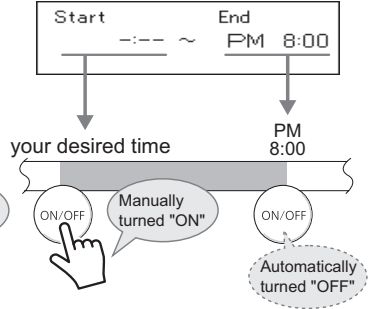 Start End
-:-- ~ PM 8:00
your desired time
PM
8:00
ON/OFF
Manually
turned "ON"
ON/OFF
Automatically
turned "OFF"